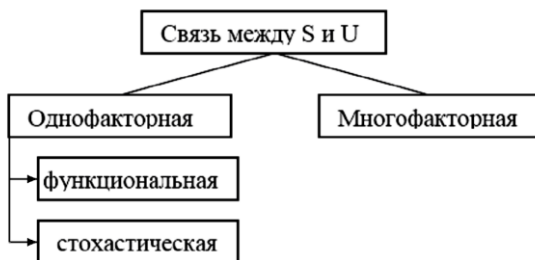 Связь между S и U
Однофакторная
Многофакторная
функциональная
стохастическая